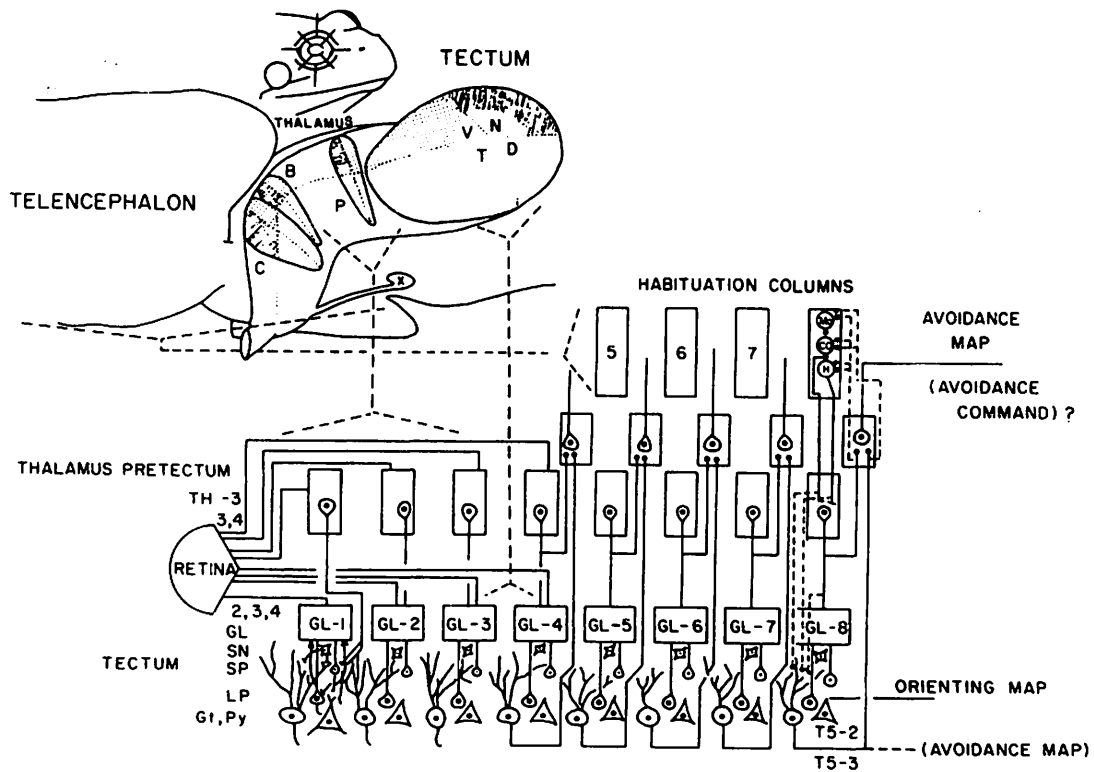 TECTUM
THALAMUS
V N
T D
B
P
TELENCEPHALON
C
X
HABITUATION COLUMNS
5 6 7
AVOIDANCE
MAP
H
(AVOIDANCE
COMMAND) ?
THALAMUS PRETECTUM
TH -3
3,4
RETINA
2,3,4
GL-1 GL-2 GL-3 GL-4 GL-5 GL-6 GL-7 GL-8
GL
SN
TECTUM
SP
LP
ORIENTING MAP
Gt,Py
T5-2
(AVOIDANCE MAP)
T5-3